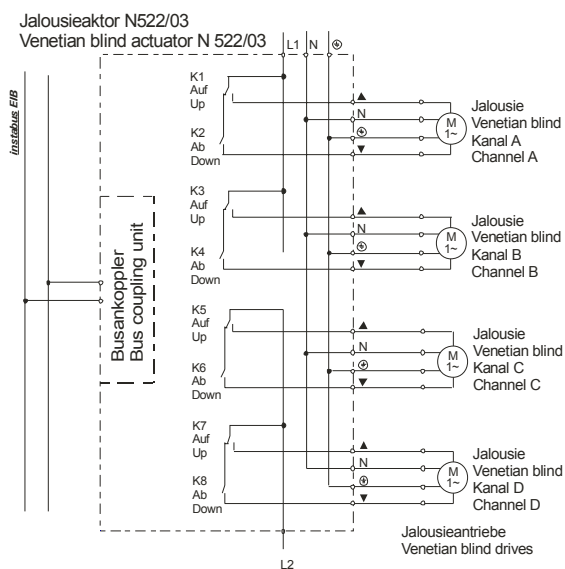 Jalousieaktor N522/03
Venetian blind actuator N 522/03
L1 N
instabus EIB
K1
Auf
Up
▲
N
K2
Ab
Down
▼
M
1~
Jalousie
Venetian blind
Kanal A
Channel A
K3
Auf
Up
▲
N
K4
Ab
Down
▼
M
1~
Jalousie
Venetian blind
Kanal B
Channel B
Busankoppler
Bus coupling unit
K5
Auf
Up
▲
N
K6
Ab
Down
▼
M
1~
Jalousie
Venetian blind
Kanal C
Channel C
K7
Auf
Up
▲
N
K8
Ab
Down
▼
M
1~
Jalousie
Venetian blind
Kanal D
Channel D
Jalousieantriebe
Venetian blind drives
L2